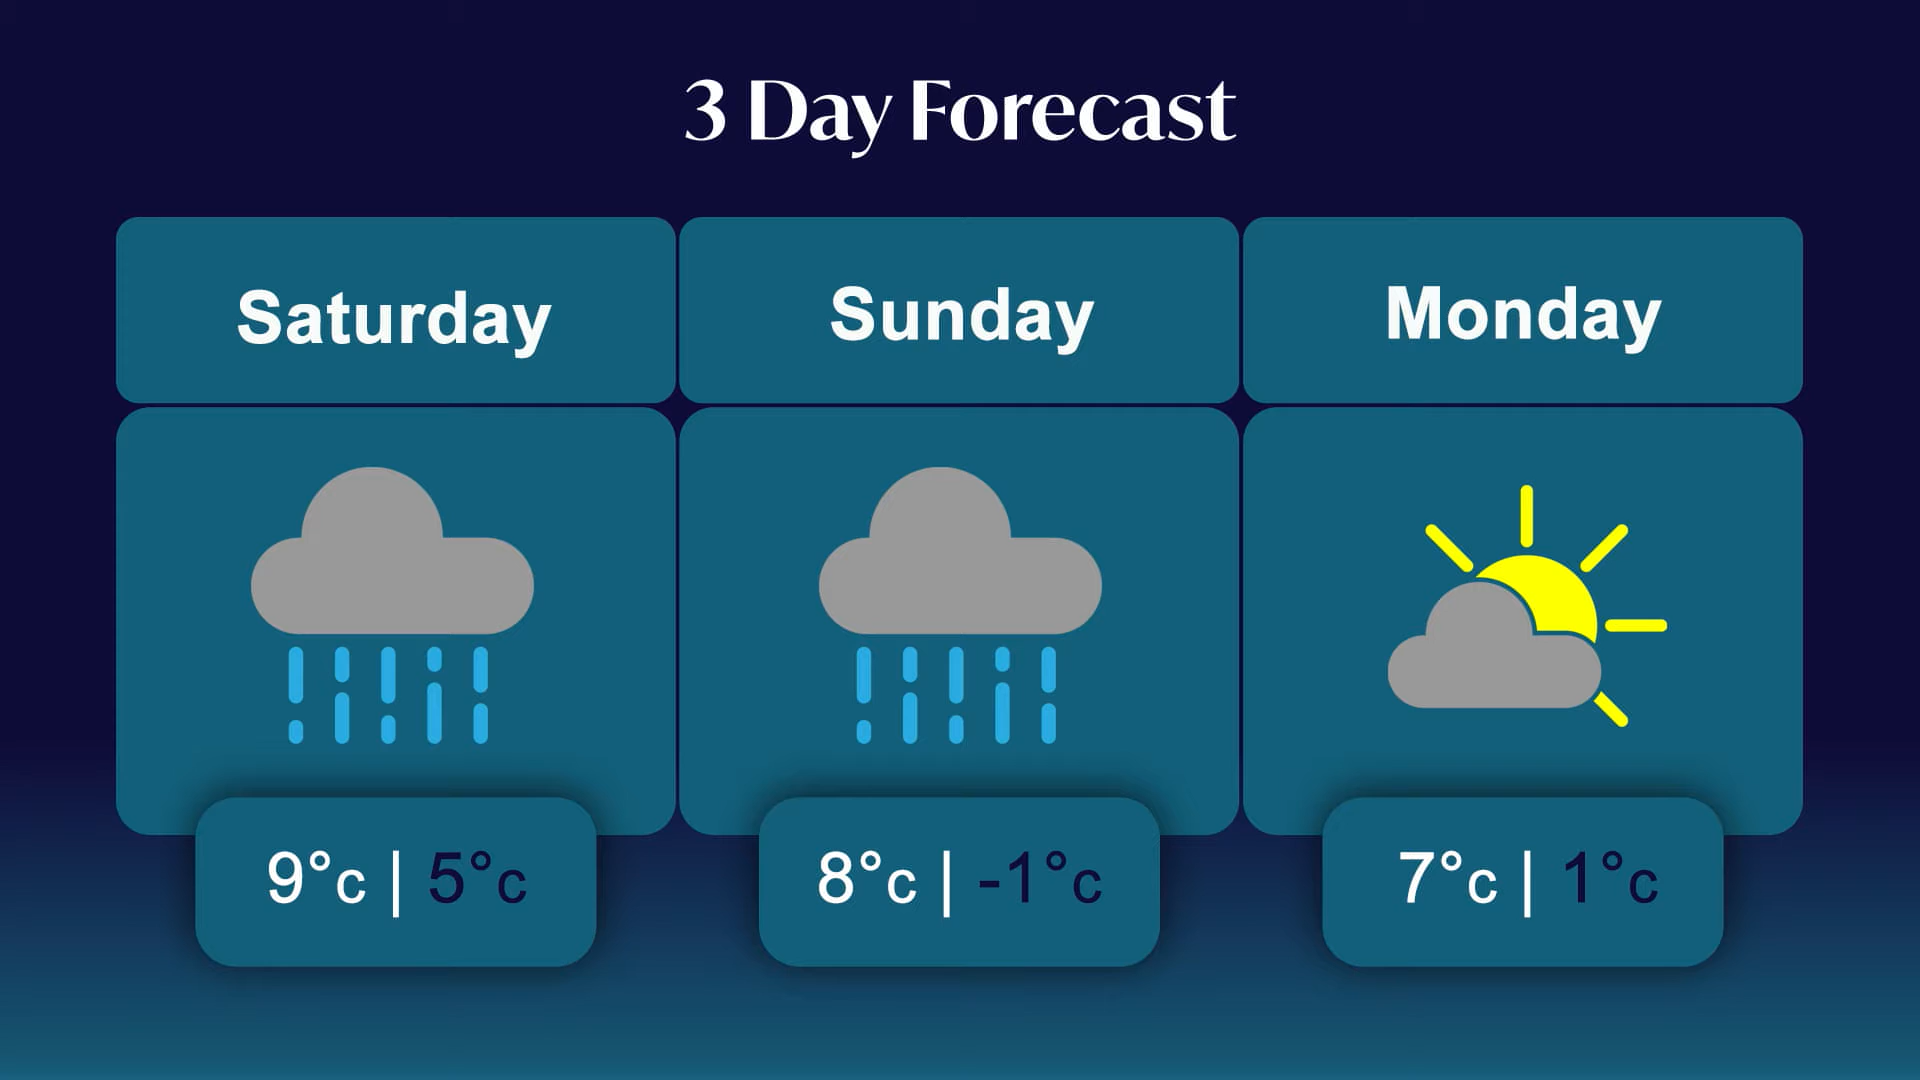 3 Day Forecast
Saturday
Sunday
Monday
9°c | 5°c
8°c | -1°c
7°c | 1°c